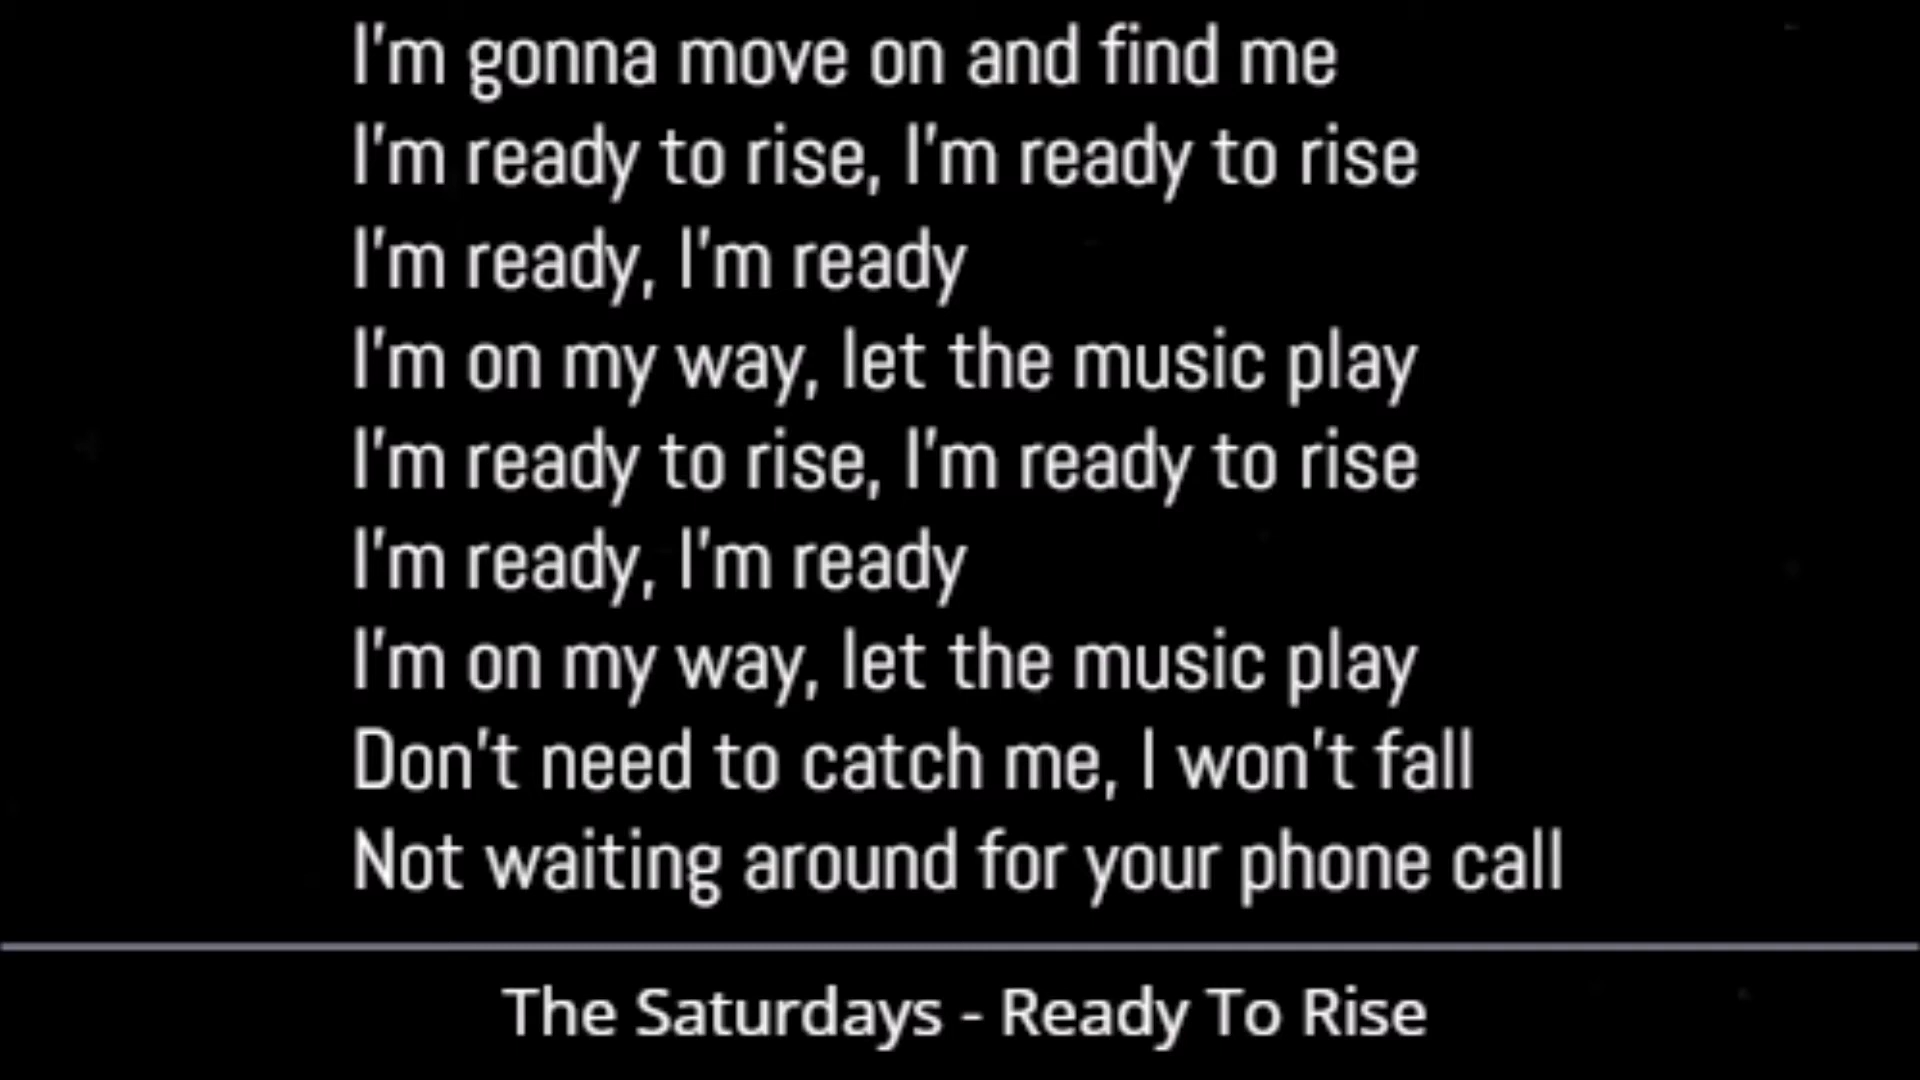 I'm gonna move on and find me
I'm ready to rise, I'm ready to rise
I'm ready, I'm ready
I'm on my way, let the music play
I'm ready to rise, I'm ready to rise
I'm ready, I'm ready
I'm on my way, let the music play
Don't need to catch me, I won't fall
Not waiting around for your phone call
The Saturdays - Ready To Rise